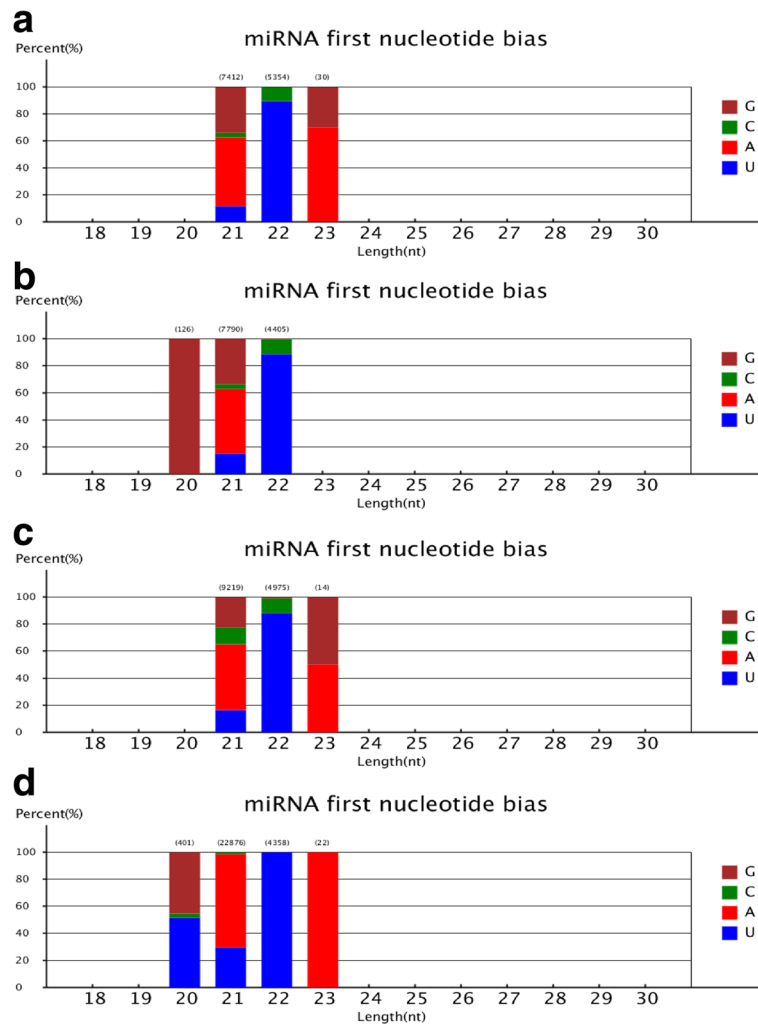 a
miRNA first nucleotide bias
Percent(%)
(7412) (5354) (30)
100
80
60
40
20
0
G
C
A
U
18 19 20 21 22 23 24 25 26 27 28 29 30
Length(nt)
b
miRNA first nucleotide bias
Percent(%)
(126) (7790) (4405)
100
80
60
40
20
0
G
C
A
U
18 19 20 21 22 23 24 25 26 27 28 29 30
Length(nt)
c
miRNA first nucleotide bias
Percent(%)
(9219) (4975) (14)
100
80
60
40
20
0
G
C
A
U
18 19 20 21 22 23 24 25 26 27 28 29 30
Length(nt)
d
miRNA first nucleotide bias
Percent(%)
(401) (22876) (4358) (22)
100
80
60
40
20
0
G
C
A
U
18 19 20 21 22 23 24 25 26 27 28 29 30
Length(nt)